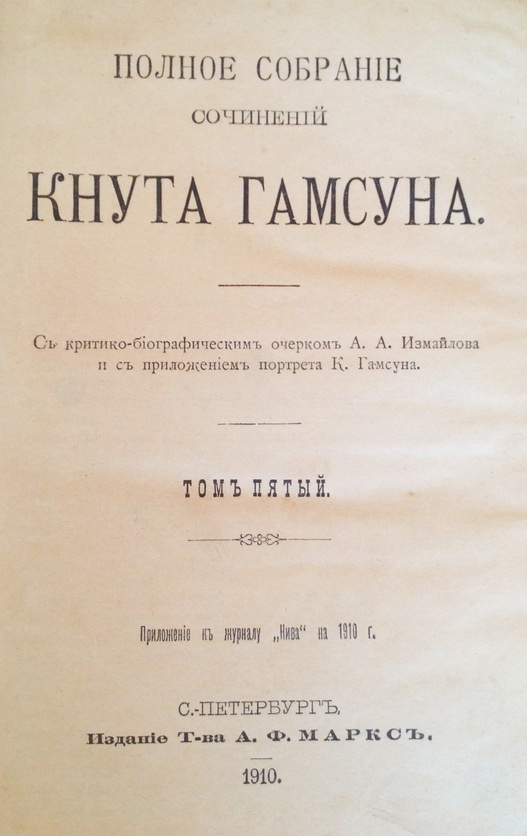 ПОЛНОЕ СОБРАНІЕ
СОЧИНЕНІЙ
КНУТА ГАМСУНА.
Съ критико-біографическимъ очеркомъ А. А. Измайлова
и съ приложеніемъ портрета К. Гамсуна.
ТОМЪ ПЯТЫЙ.
Приложеніе къ журналу „Нива“ на 1910 г.
С.-ПЕТЕРБУРГЪ,
Изданіе Т-ва А. Ф. МАРКСЪ.
1910.